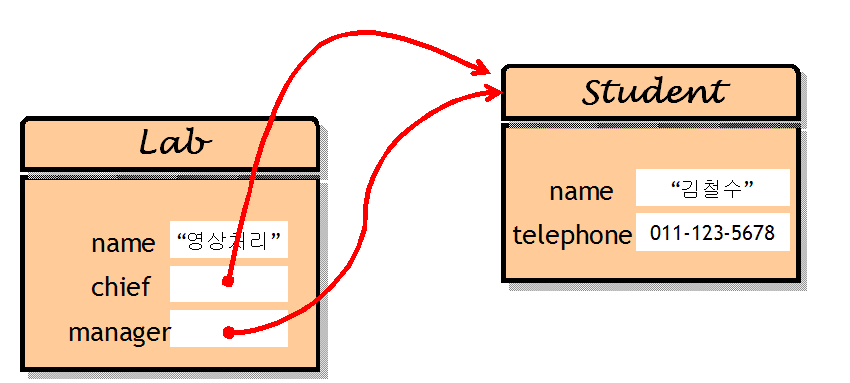 Lab
name "영상처리"
chief
manager
Student
name "김철수"
telephone 011-123-5678